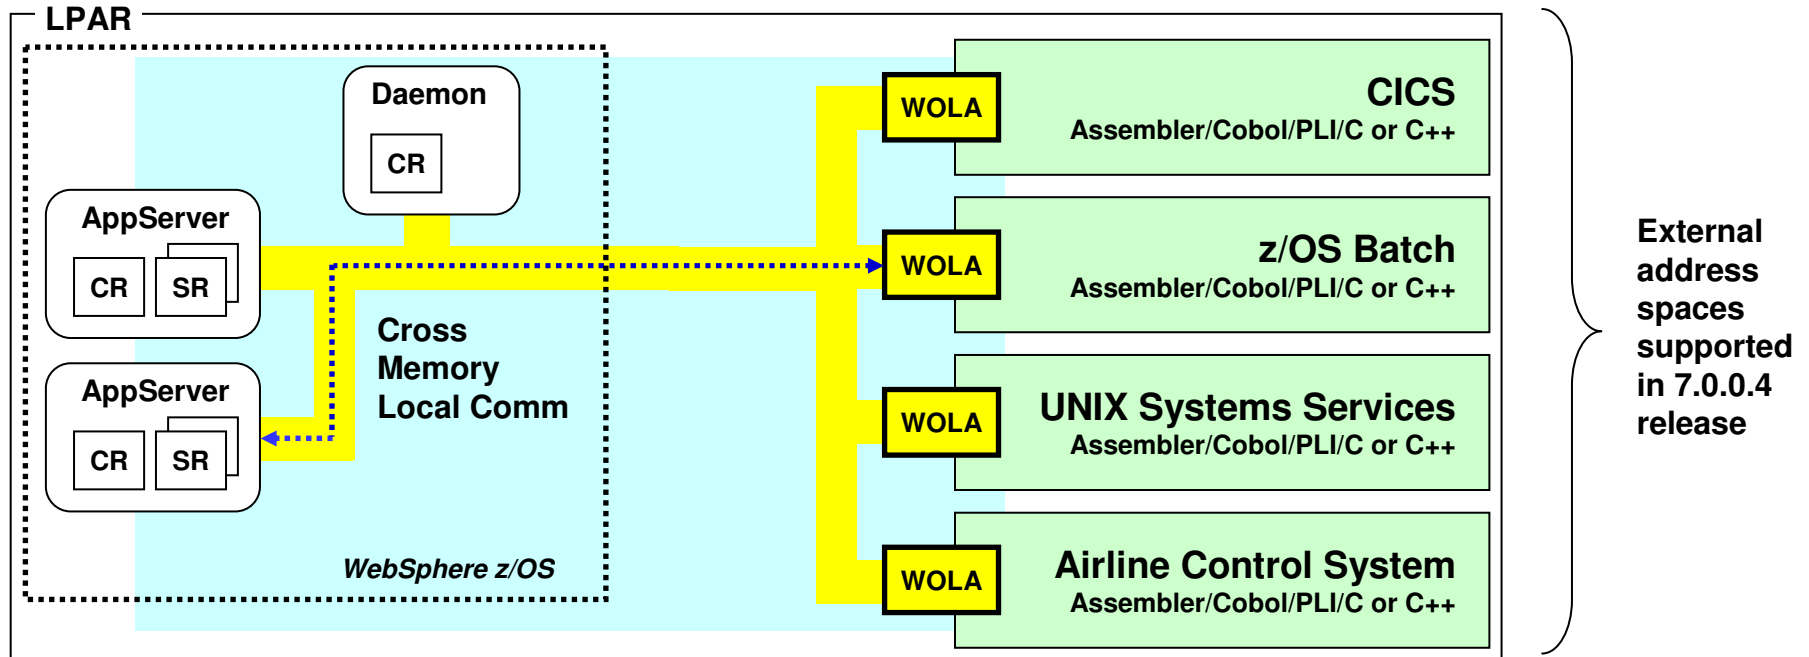 LPAR
Daemon
CR
AppServer
CR
SR
AppServer
CR
SR
Cross
Memory
Local Comm
WebSphere z/OS
WOLA
CICS
Assembler/Cobol/PLI/C or C++
WOLA
z/OS Batch
Assembler/Cobol/PLI/C or C++
WOLA
UNIX Systems Services
Assembler/Cobol/PLI/C or C++
WOLA
Airline Control System
Assembler/Cobol/PLI/C or C++
External
address
spaces
supported
in 7.0.0.4
release